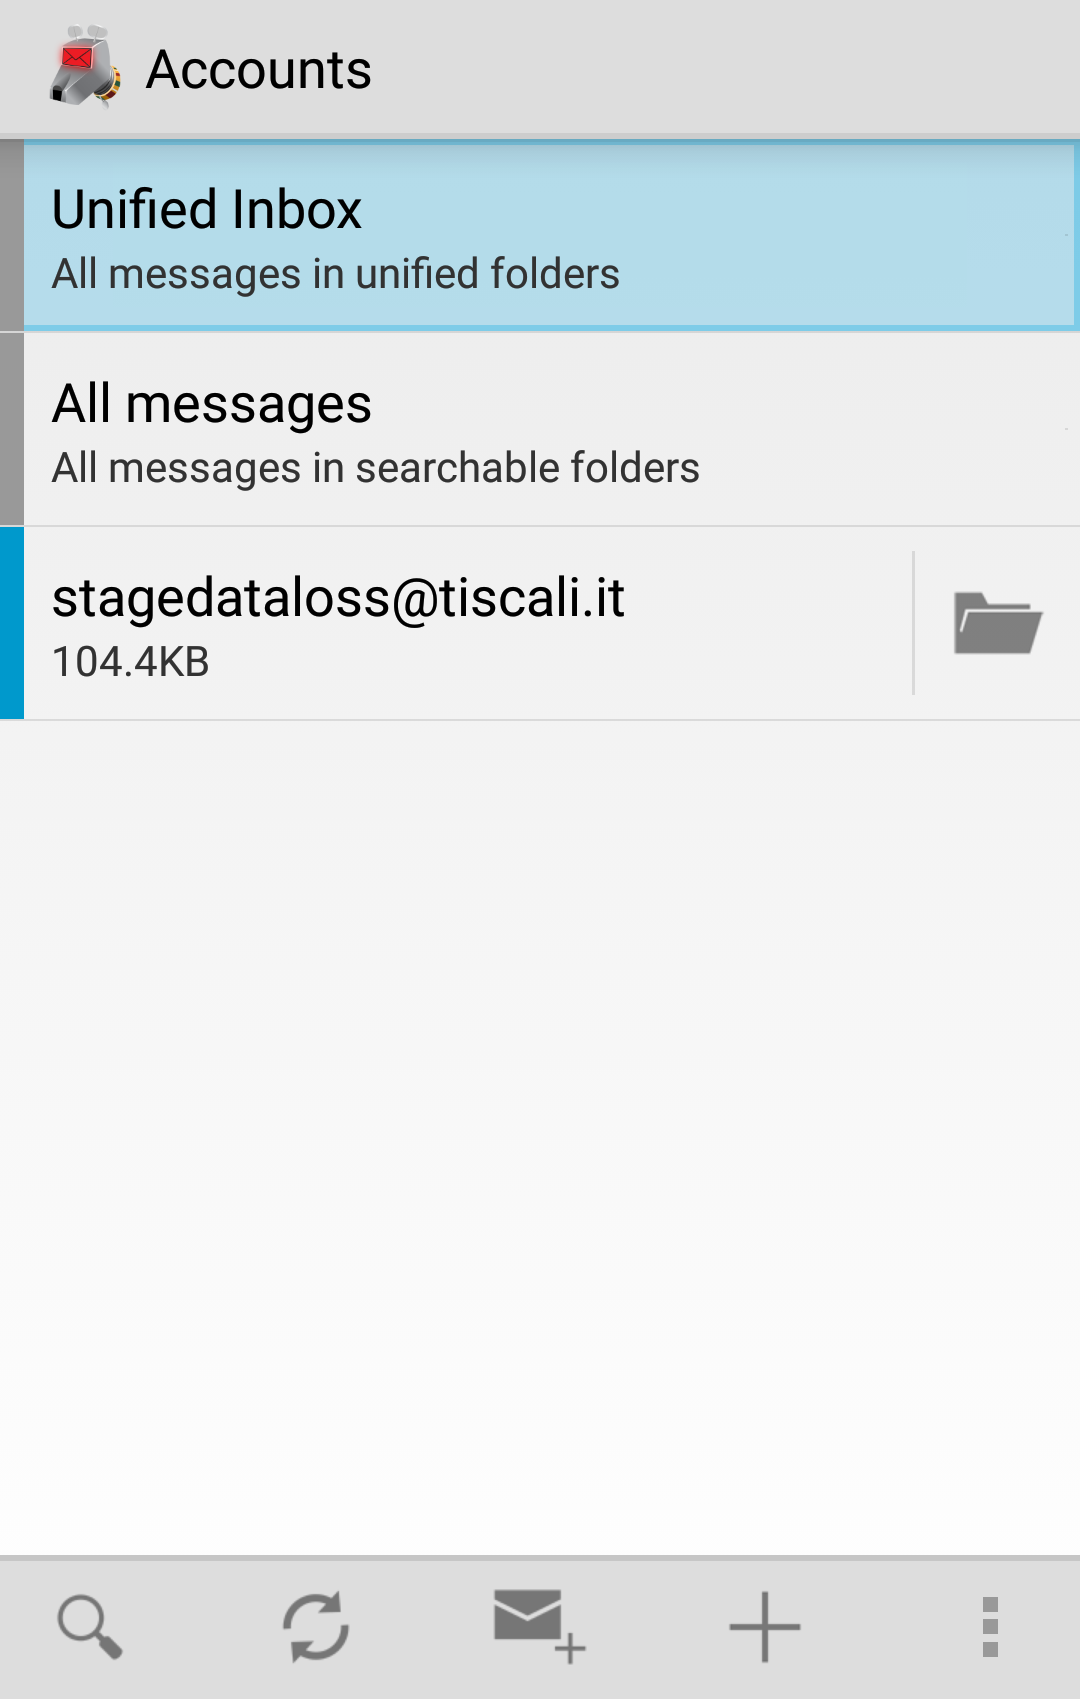 Accounts
Unified Inbox
All messages in unified folders
All messages
All messages in searchable folders
stagedataloss@tiscali.it
104.4KB